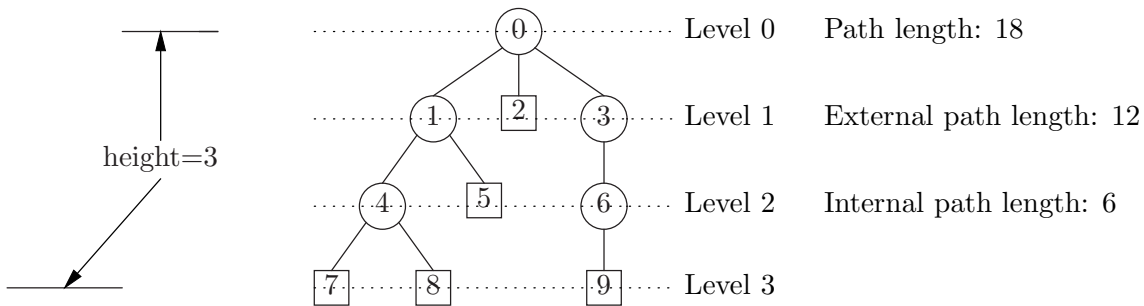 0 Level 0 Path length: 18
1 2 3 Level 1 External path length: 12
height=3
4 5 6 Level 2 Internal path length: 6
7 8 9 Level 3